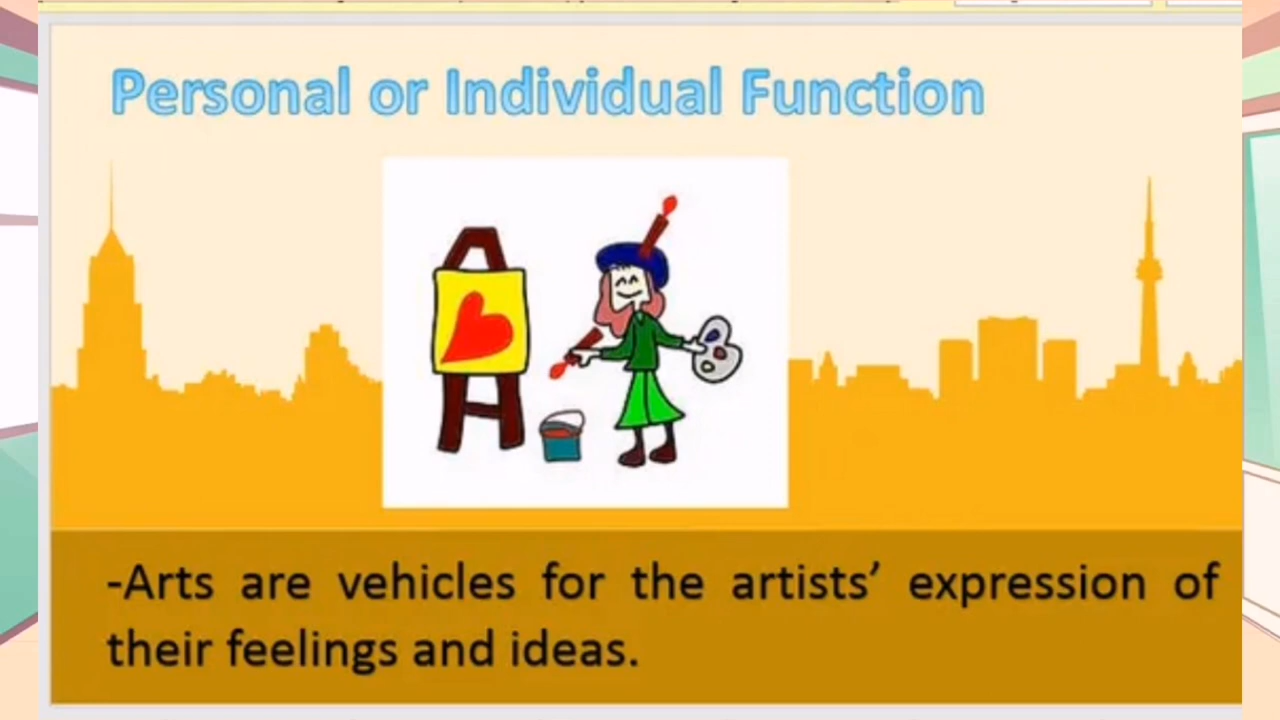 Personal or Individual Function
-Arts are vehicles for the artists’ expression of
their feelings and ideas.